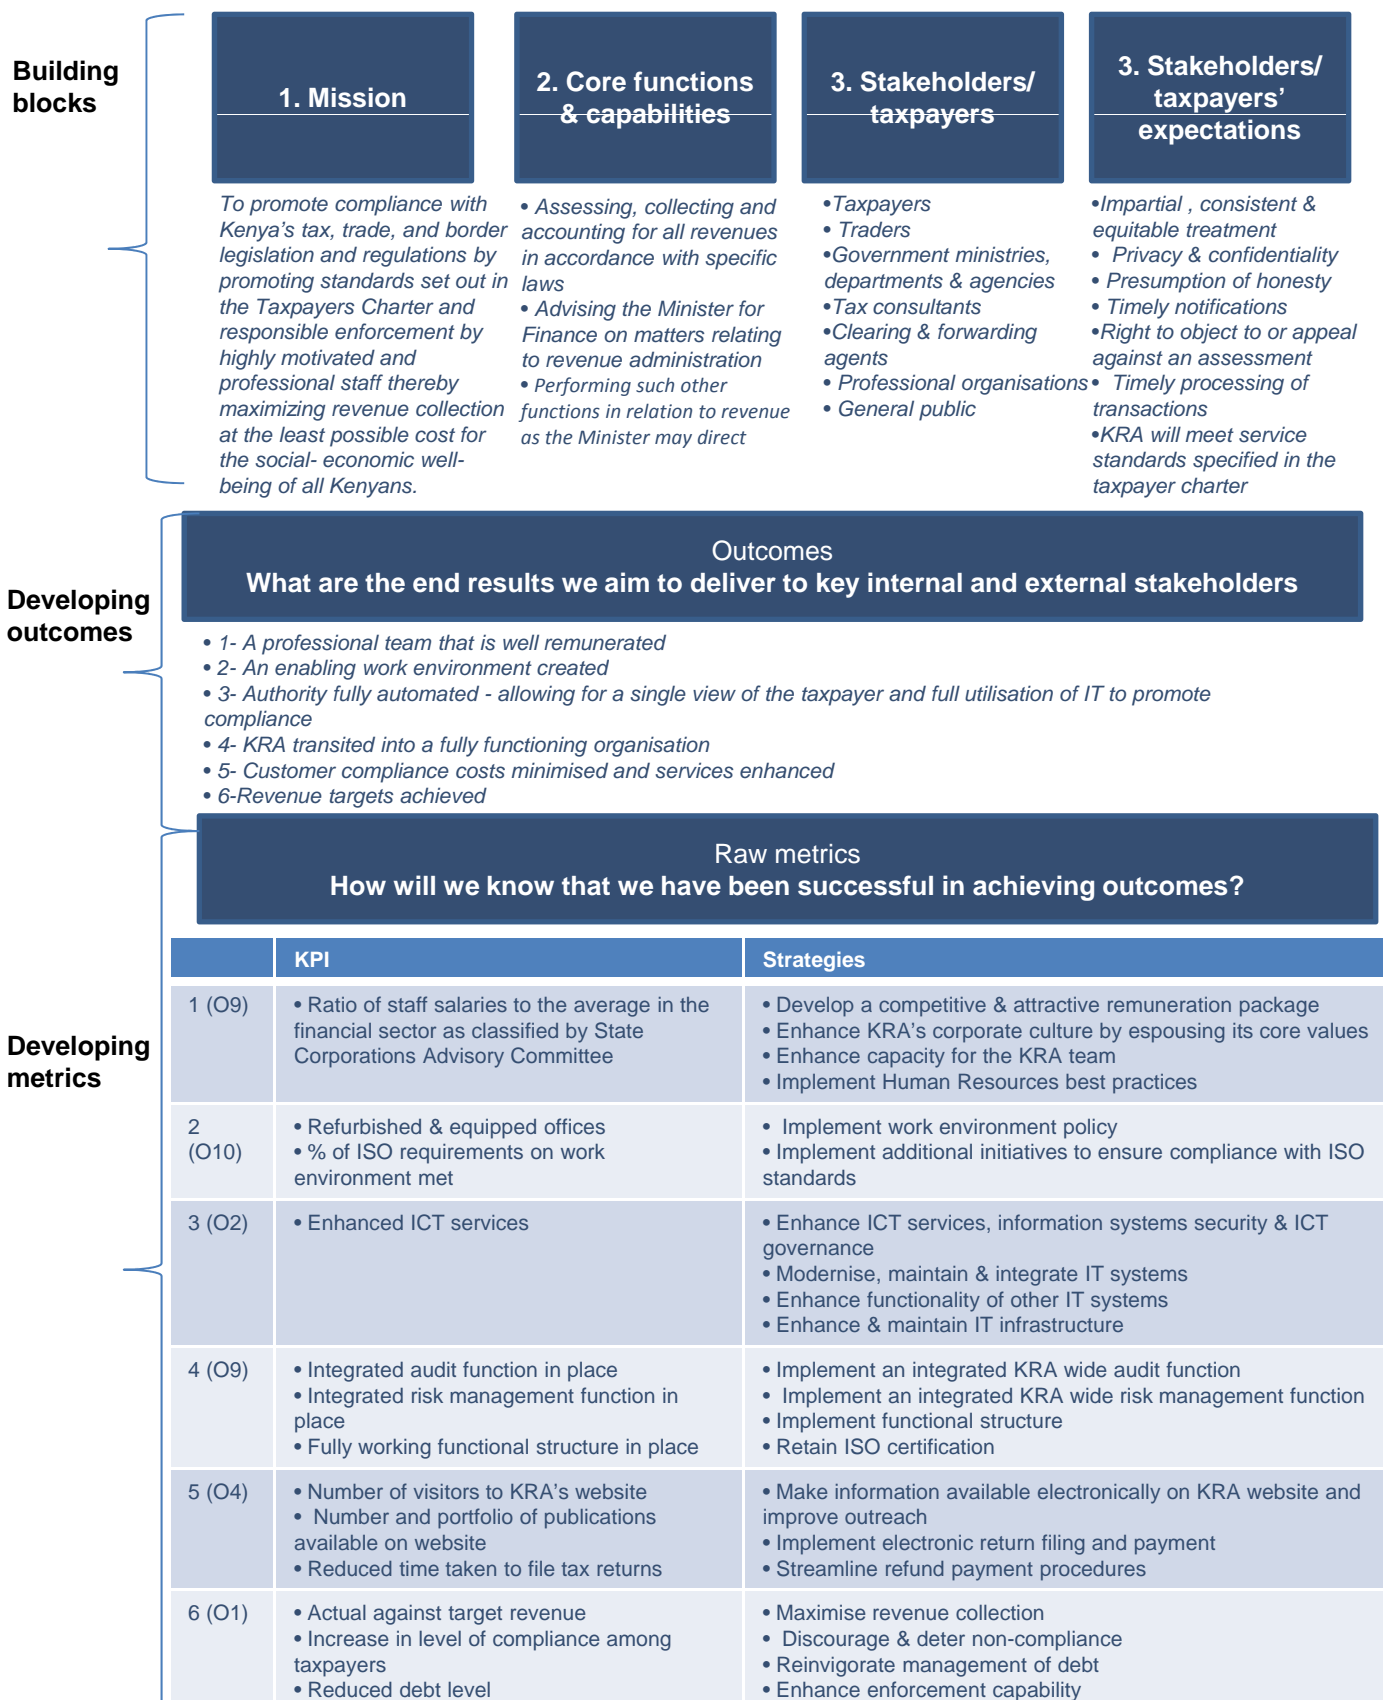 Building
blocks
1. Mission
2. Core functions
& capabilities
3. Stakeholders/
taxpayers
3. Stakeholders/
taxpayers’
expectations
To promote compliance with
Kenya’s tax, trade, and border
legislation and regulations by
promoting standards set out in
the Taxpayers Charter and
responsible enforcement by
highly motivated and
professional staff thereby
maximizing revenue collection
at the least possible cost for
the social- economic well-
being of all Kenyans.
• Assessing, collecting and
accounting for all revenues
in accordance with specific
laws
• Advising the Minister for
Finance on matters relating
to revenue administration
• Performing such other
functions in relation to revenue
as the Minister may direct
•Taxpayers
• Traders
•Government ministries,
departments & agencies
•Tax consultants
•Clearing & forwarding
agents
• Professional organisations
• General public
•Impartial , consistent &
equitable treatment
• Privacy & confidentiality
• Presumption of honesty
• Timely notifications
•Right to object to or appeal
against an assessment
• Timely processing of
transactions
•KRA will meet service
standards specified in the
taxpayer charter
Developing
outcomes
Outcomes
What are the end results we aim to deliver to key internal and external stakeholders
• 1- A professional team that is well remunerated
• 2- An enabling work environment created
• 3- Authority fully automated - allowing for a single view of the taxpayer and full utilisation of IT to promote
compliance
• 4- KRA transited into a fully functioning organisation
• 5- Customer compliance costs minimised and services enhanced
• 6-Revenue targets achieved
Raw metrics
How will we know that we have been successful in achieving outcomes?
Developing
metrics
KPI
Strategies
1 (O9)
• Ratio of staff salaries to the average in the
financial sector as classified by State
Corporations Advisory Committee
• Develop a competitive & attractive remuneration package
• Enhance KRA’s corporate culture by espousing its core values
• Enhance capacity for the KRA team
• Implement Human Resources best practices
2
(O10)
• Refurbished & equipped offices
• % of ISO requirements on work
environment met
• Implement work environment policy
• Implement additional initiatives to ensure compliance with ISO
standards
3 (O2)
• Enhanced ICT services
• Enhance ICT services, information systems security & ICT
governance
• Modernise, maintain & integrate IT systems
• Enhance functionality of other IT systems
• Enhance & maintain IT infrastructure
4 (O9)
• Integrated audit function in place
• Integrated risk management function in
place
• Fully working functional structure in place
• Implement an integrated KRA wide audit function
• Implement an integrated KRA wide risk management function
• Implement functional structure
• Retain ISO certification
5 (O4)
• Number of visitors to KRA’s website
• Number and portfolio of publications
available on website
• Reduced time taken to file tax returns
• Make information available electronically on KRA website and
improve outreach
• Implement electronic return filing and payment
• Streamline refund payment procedures
6 (O1)
• Actual against target revenue
• Increase in level of compliance among
taxpayers
• Reduced debt level
• Maximise revenue collection
• Discourage & deter non-compliance
• Reinvigorate management of debt
• Enhance enforcement capability